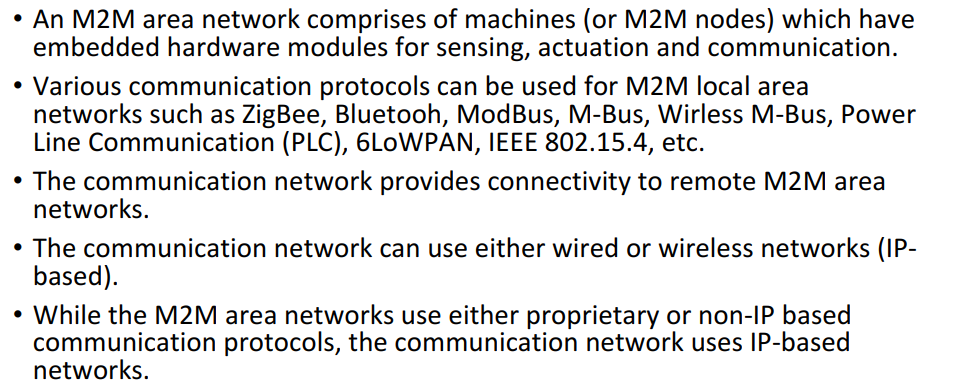 • An M2M area network comprises of machines (or M2M nodes) which have
embedded hardware modules for sensing, actuation and communication.
• Various communication protocols can be used for M2M local area
networks such as ZigBee, Bluetooh, ModBus, M-Bus, Wirless M-Bus, Power
Line Communication (PLC), 6LoWPAN, IEEE 802.15.4, etc.
• The communication network provides connectivity to remote M2M area
networks.
• The communication network can use either wired or wireless networks (IP-
based).
• While the M2M area networks use either proprietary or non-IP based
communication protocols, the communication network uses IP-based
networks.